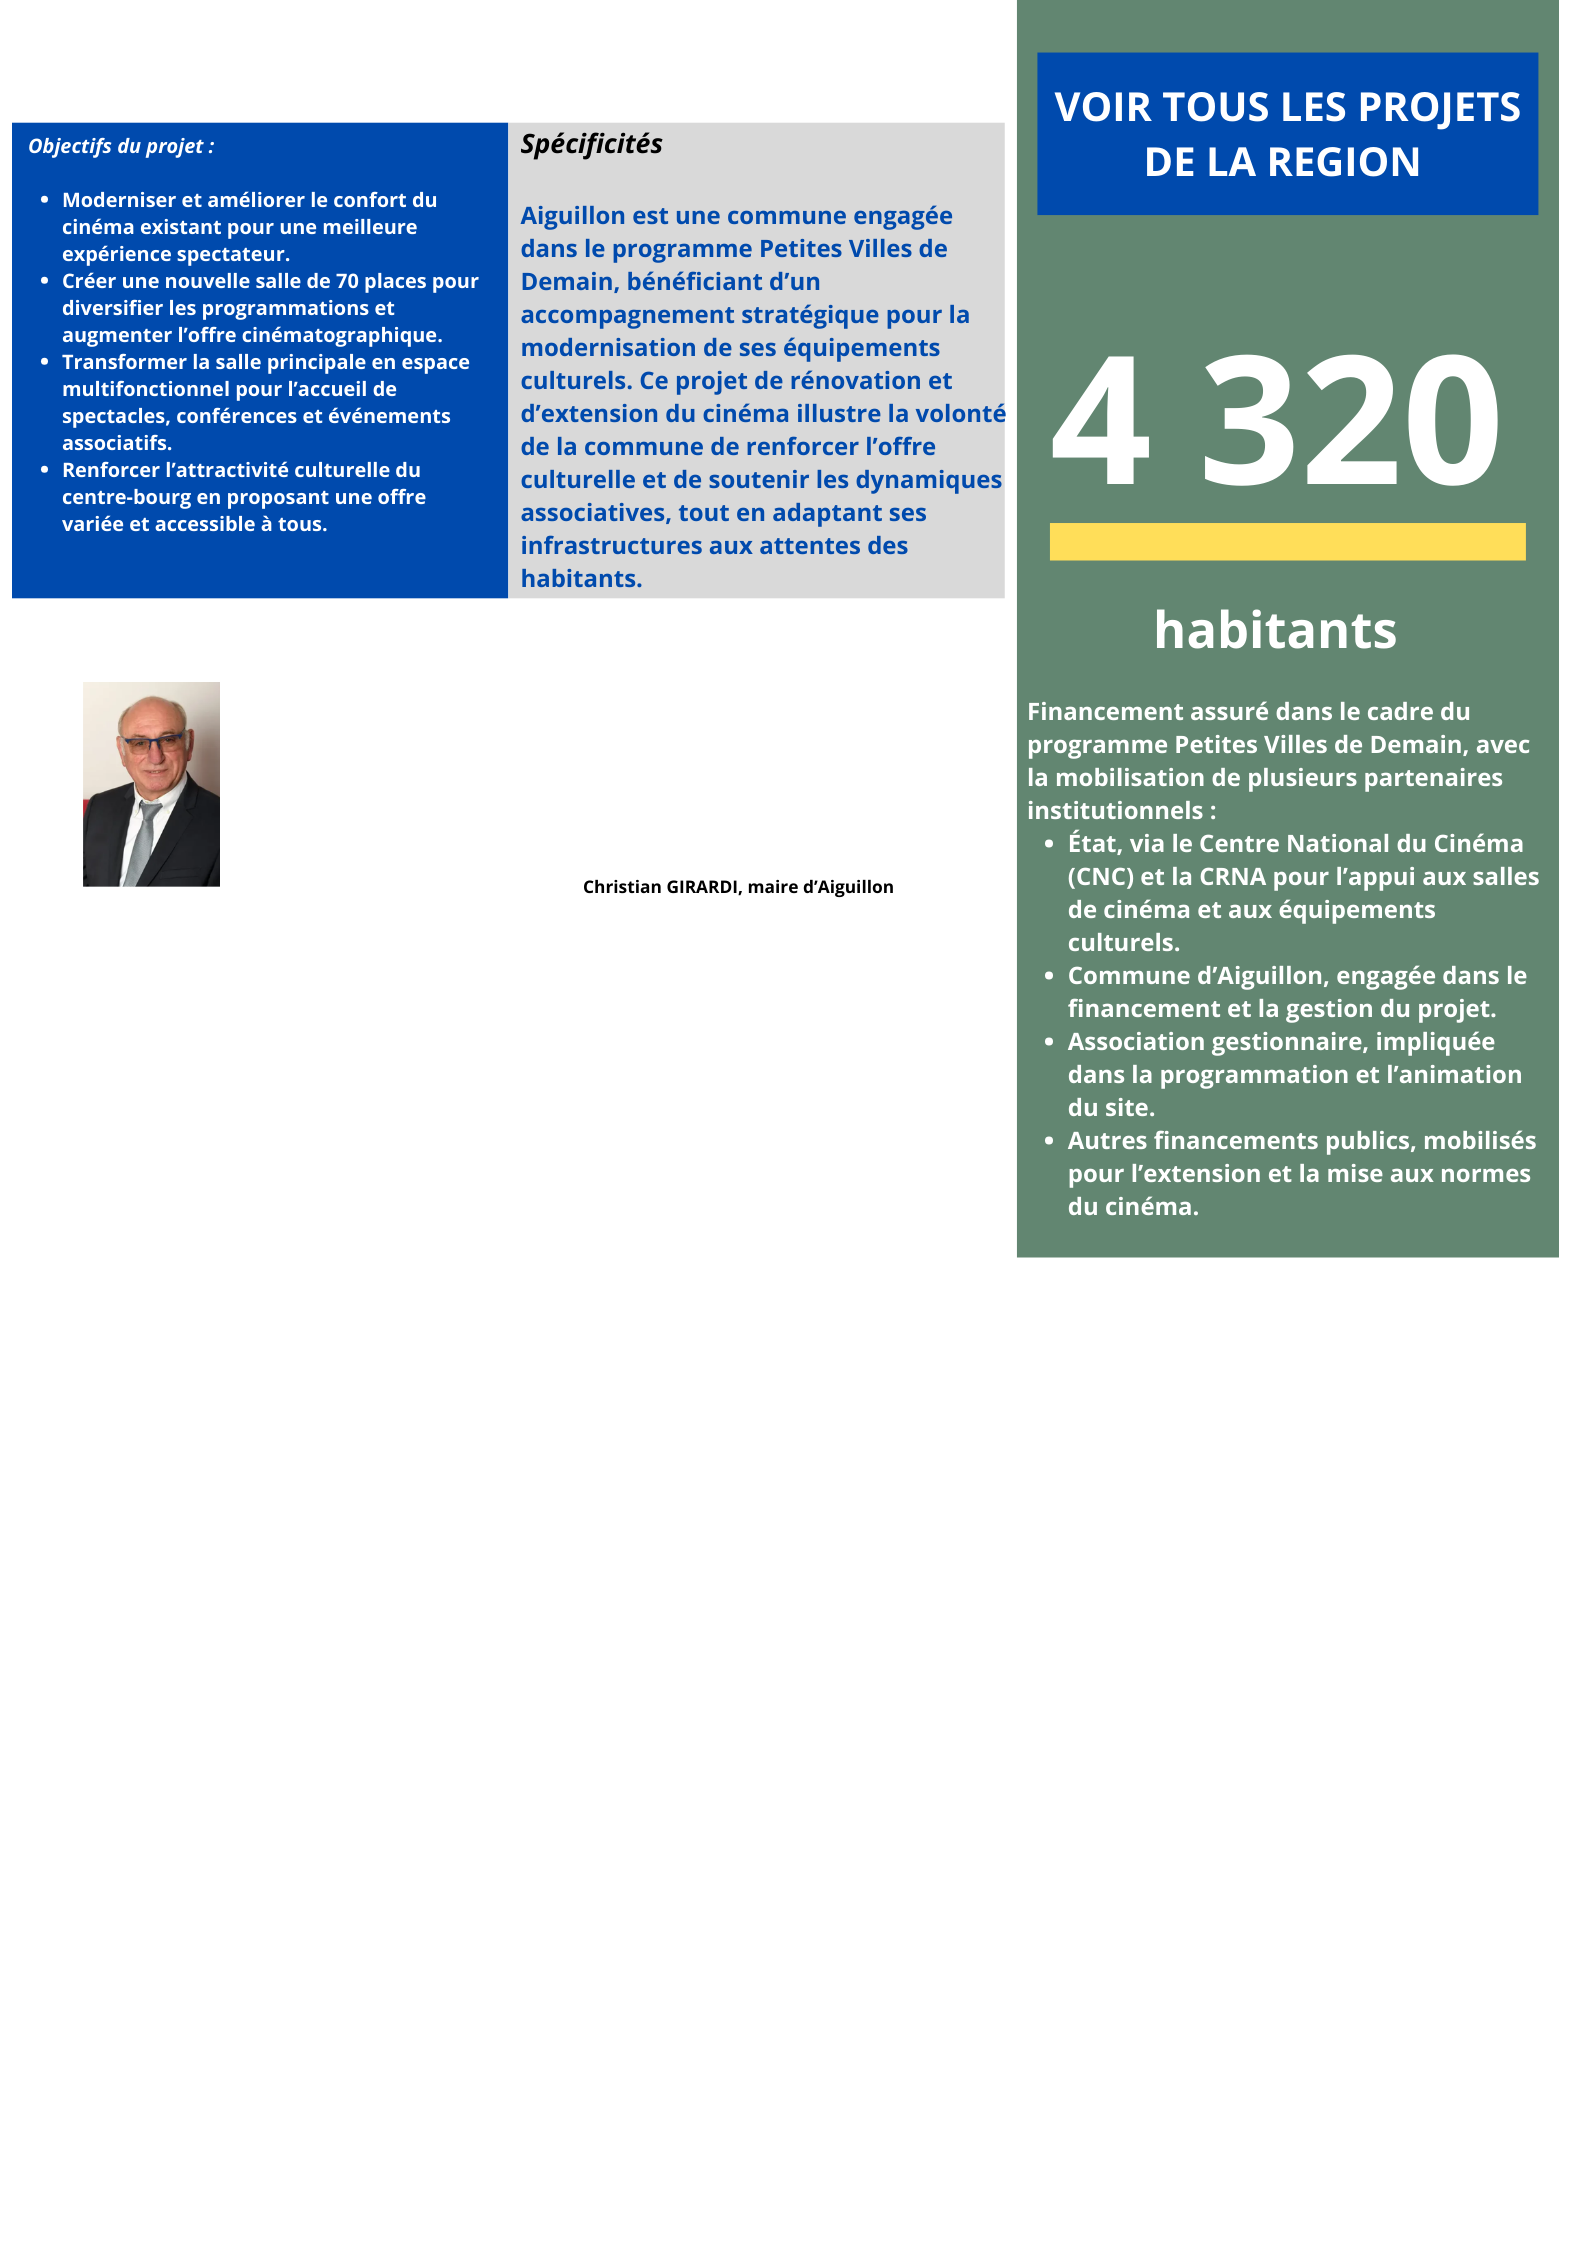 Objectifs du projet :
Moderniser et améliorer le confort du
cinéma existant pour une meilleure
expérience spectateur.
Créer une nouvelle salle de 70 places pour
diversifier les programmations et
augmenter l’offre cinématographique.
Transformer la salle principale en espace
multifonctionnel pour l’accueil de
spectacles, conférences et événements
associatifs.
Renforcer l’attractivité culturelle du
centre-bourg en proposant une offre
variée et accessible à tous.
Spécificités
Aiguillon est une commune engagée
dans le programme Petites Villes de
Demain, bénéficiant d’un
accompagnement stratégique pour la
modernisation de ses équipements
culturels. Ce projet de rénovation et
d’extension du cinéma illustre la volonté
de la commune de renforcer l’offre
culturelle et de soutenir les dynamiques
associatives, tout en adaptant ses
infrastructures aux attentes des
habitants.
Christian GIRARDI, maire d’Aiguillon
VOIR TOUS LES PROJETS
DE LA REGION
4 320
habitants
Financement assuré dans le cadre du
programme Petites Villes de Demain, avec
la mobilisation de plusieurs partenaires
institutionnels :
État, via le Centre National du Cinéma
(CNC) et la CRNA pour l’appui aux salles
de cinéma et aux équipements
culturels.
Commune d’Aiguillon, engagée dans le
financement et la gestion du projet.
Association gestionnaire, impliquée
dans la programmation et l’animation
du site.
Autres financements publics, mobilisés
pour l’extension et la mise aux normes
du cinéma.